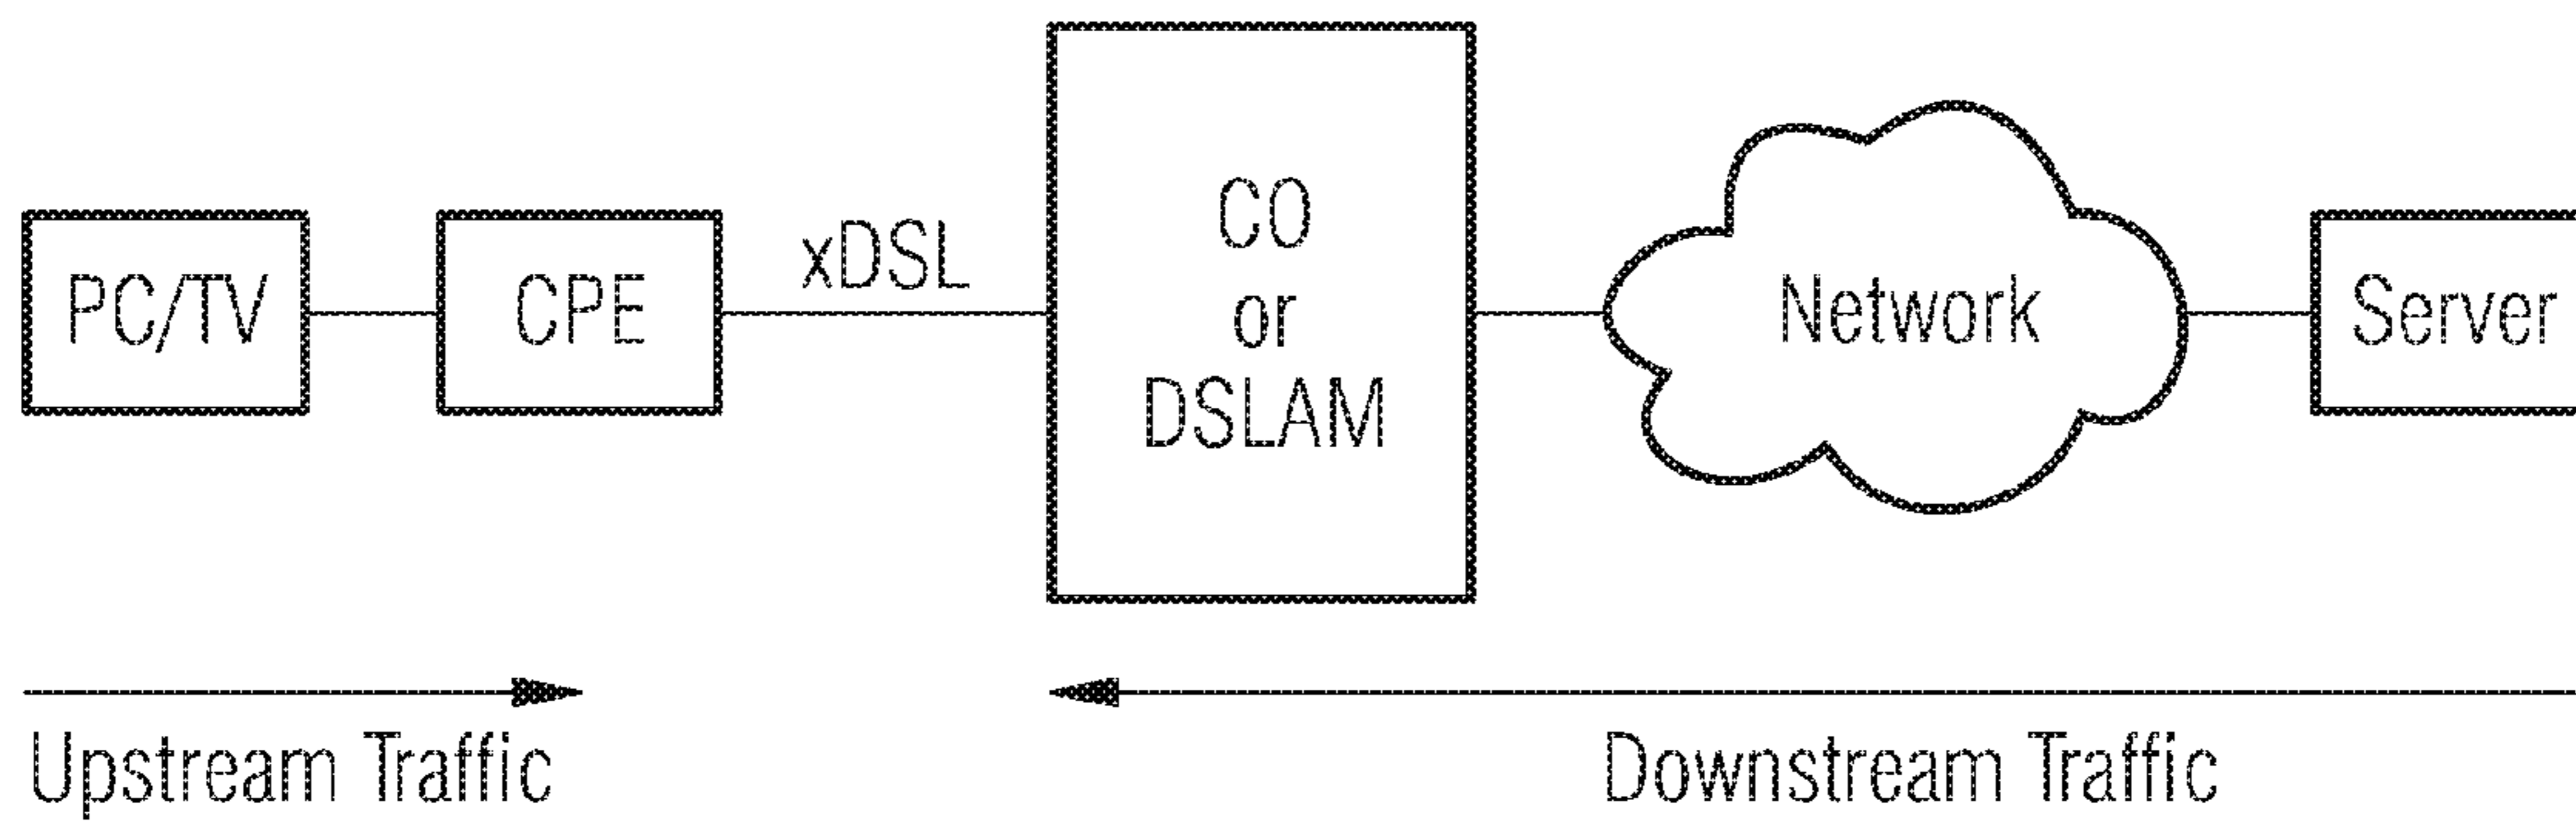 PC/TV
CPE
xDSL
CO
or
DSLAM
Network
Server
Upstream Traffic
Downstream Traffic